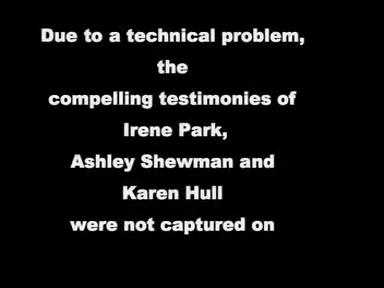 Due to a technical problem,
the
compelling testimonies of
Irene Park,
Ashley Shewman and
Karen Hull
were not captured on